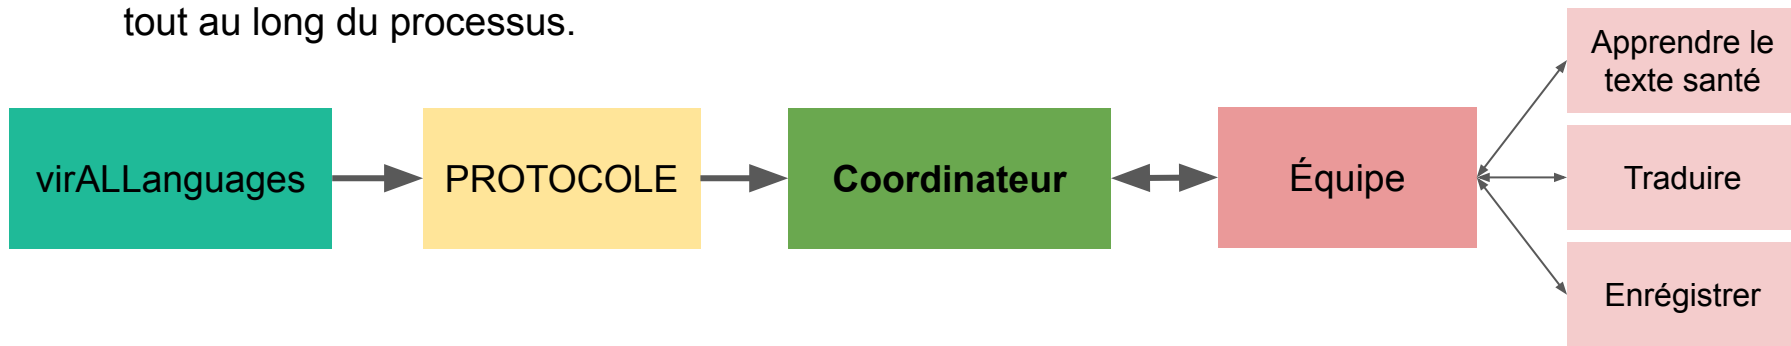 tout au long du processus.
virALLanguages
PROTOCOLE
Coordinateur
Équipe
Apprendre le
texte santé
Traduire
Enrégistrer